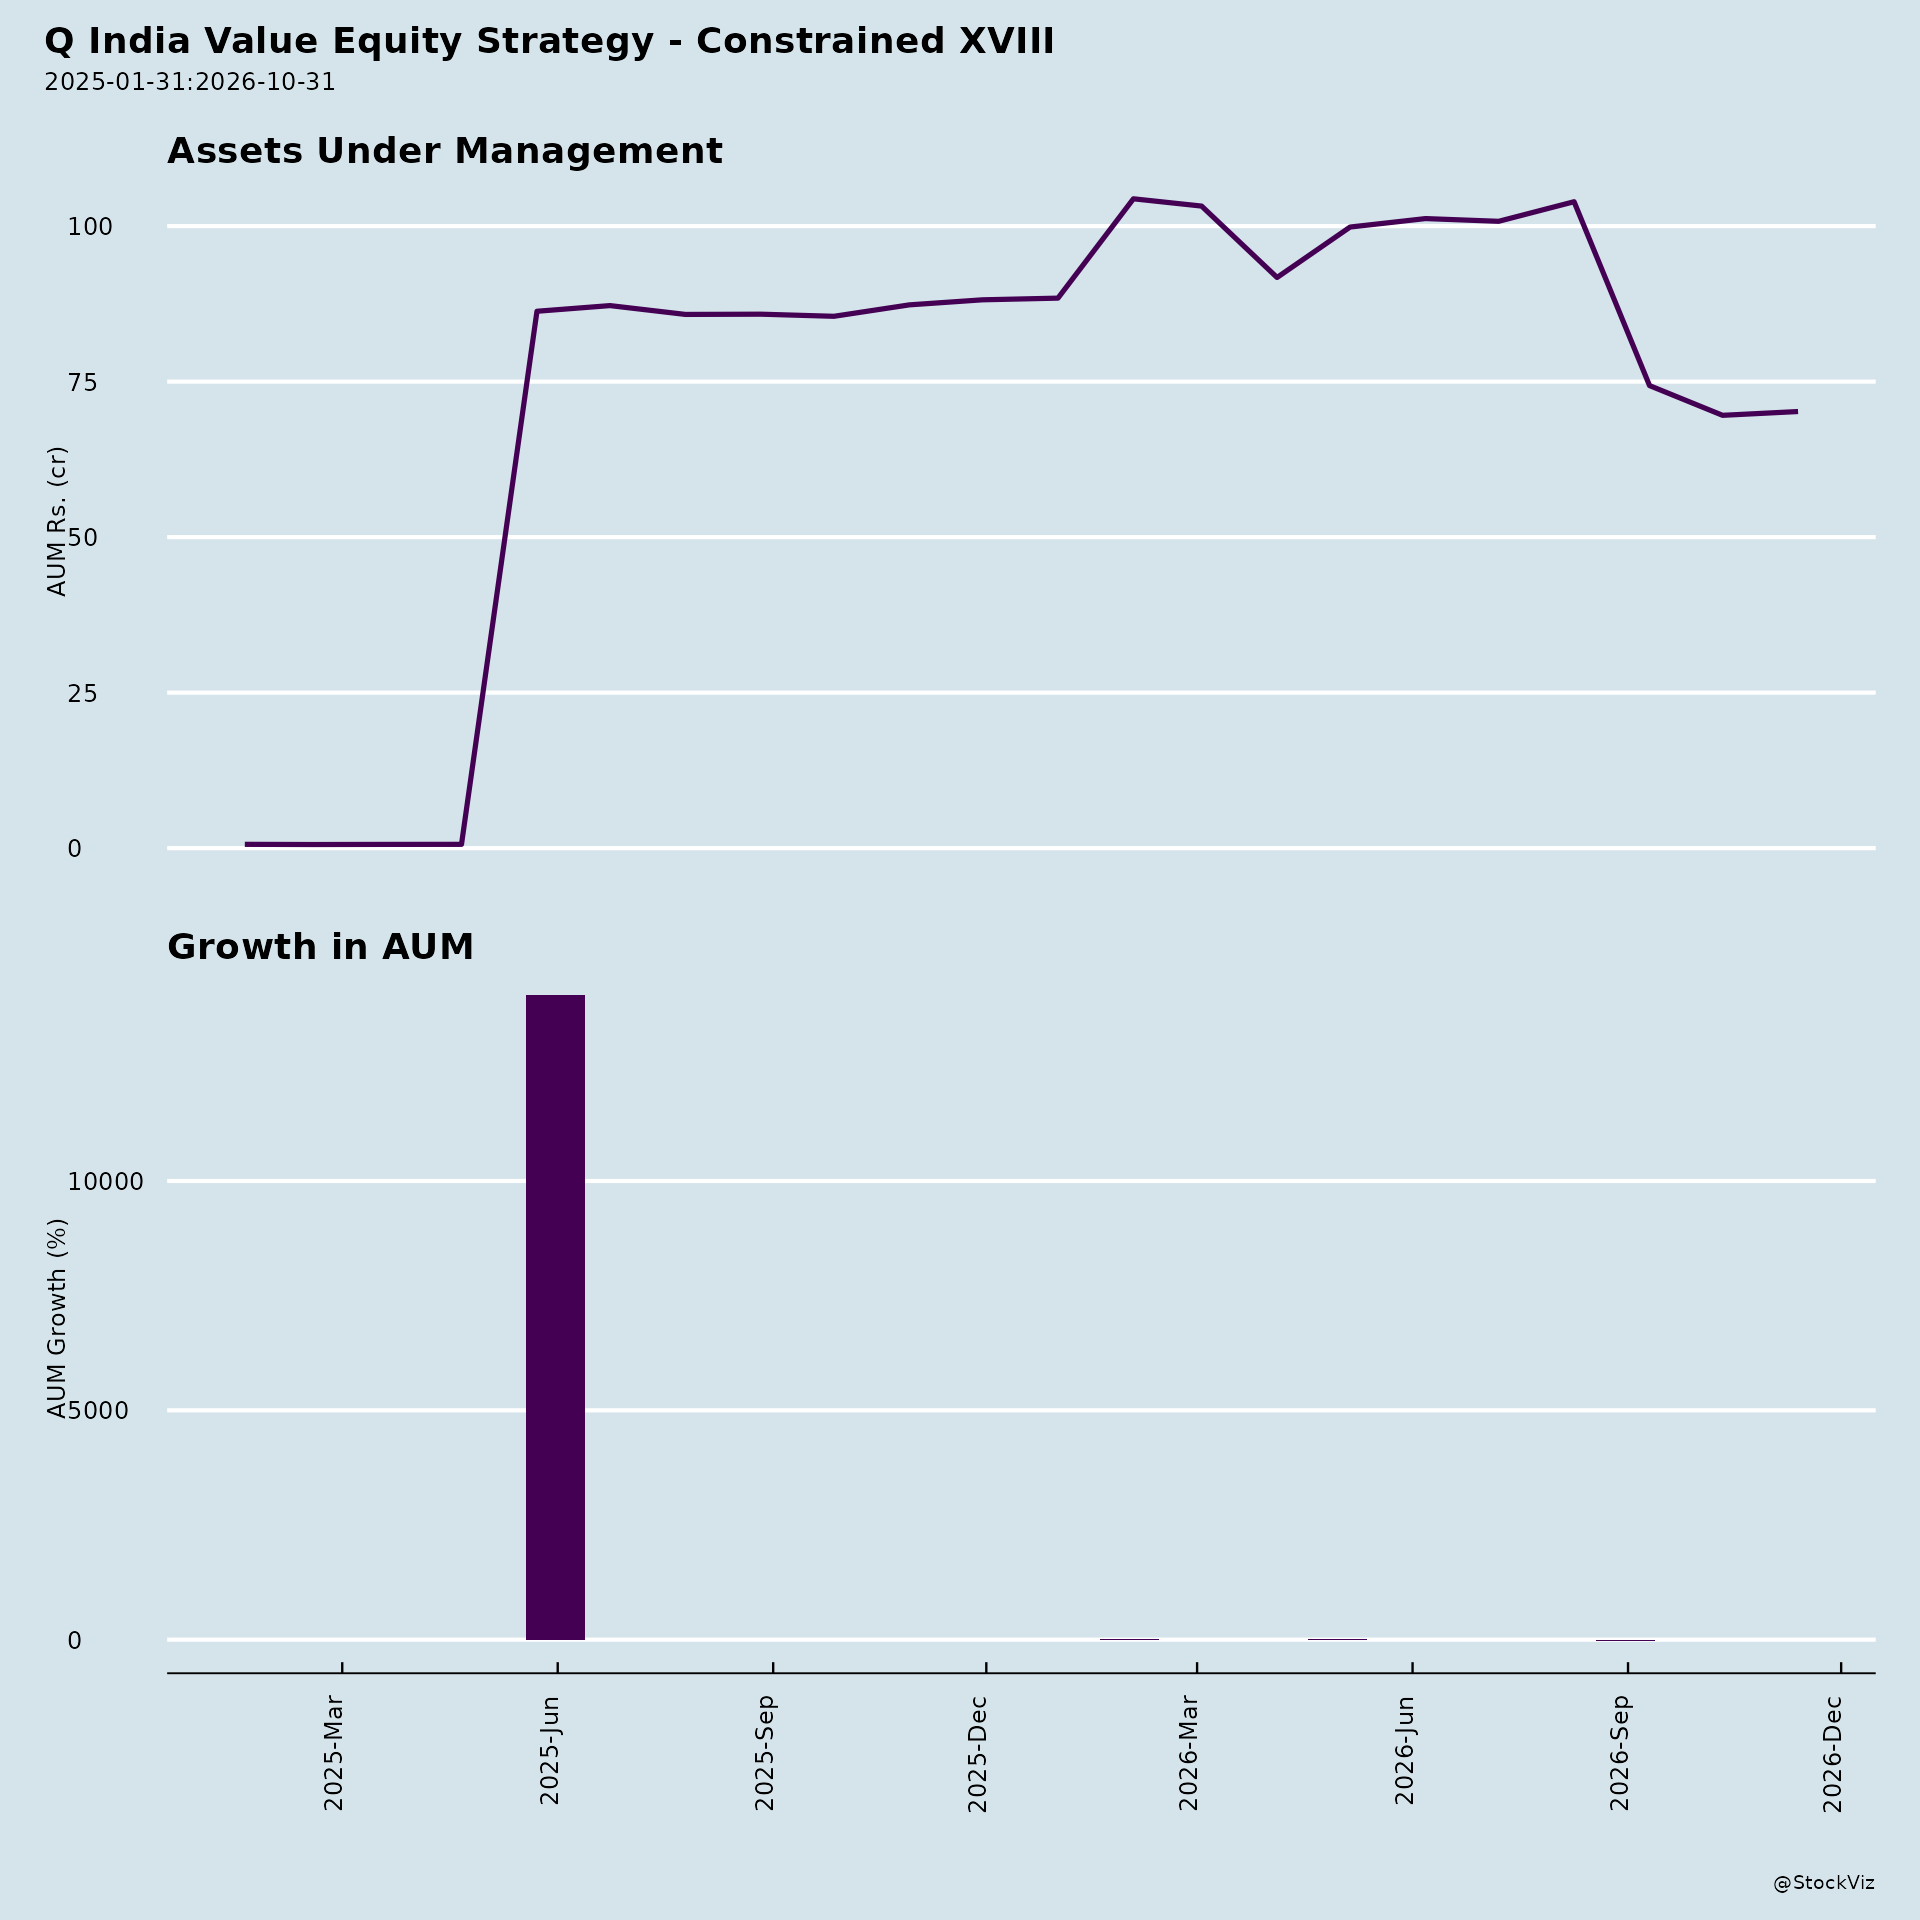 Q India Value Equity Strategy - Constrained XVIII
2025-01-31:2026-10-31
Assets Under Management
100
75
50
25
0
AUM Rs. (cr)
Growth in AUM
10000
5000
0
AUM Growth (%)
2025-Mar
2025-Jun
2025-Sep
2025-Dec
2026-Mar
2026-Jun
2026-Sep
2026-Dec
@StockViz